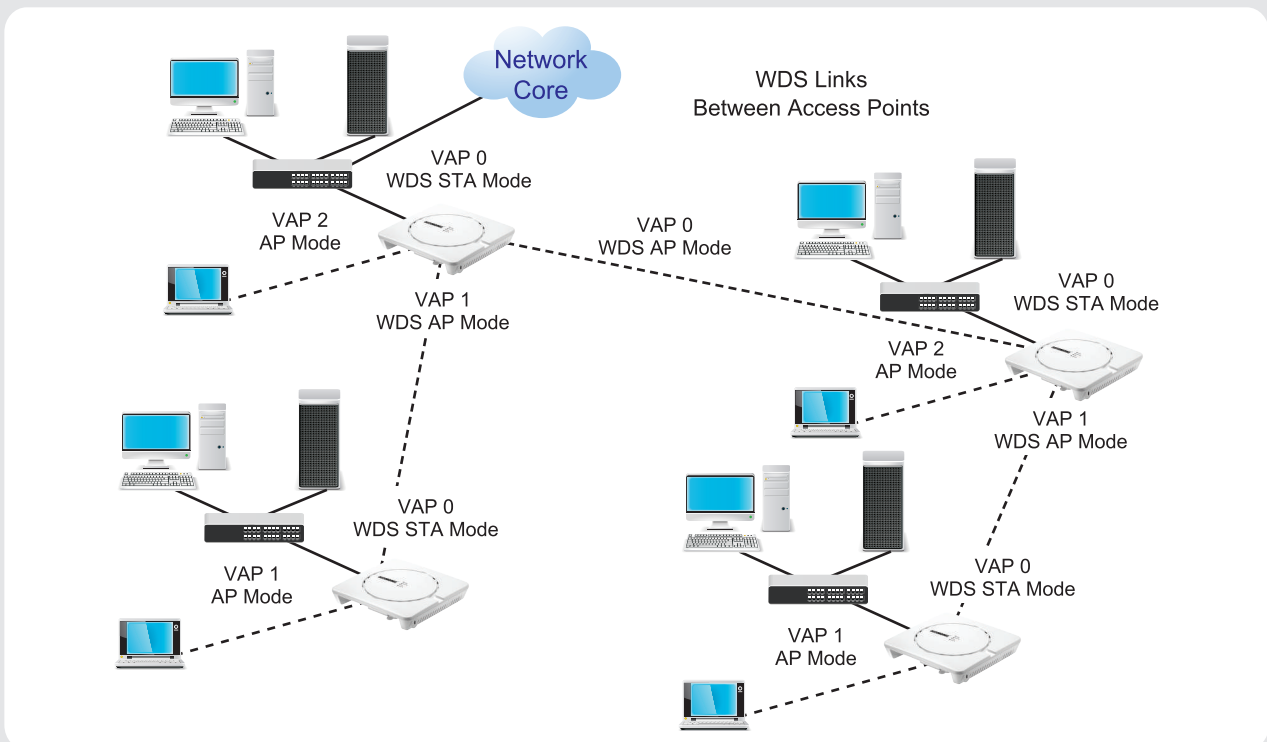 Network
Core
WDS Links
Between Access Points
VAP 0
WDS STA Mode
VAP 2
AP Mode
VAP 0
WDS AP Mode
VAP 1
WDS AP Mode
VAP 0
WDS STA Mode
VAP 2
AP Mode
VAP 1
WDS AP Mode
VAP 0
WDS STA Mode
VAP 1
AP Mode
VAP 0
WDS STA Mode
VAP 1
AP Mode